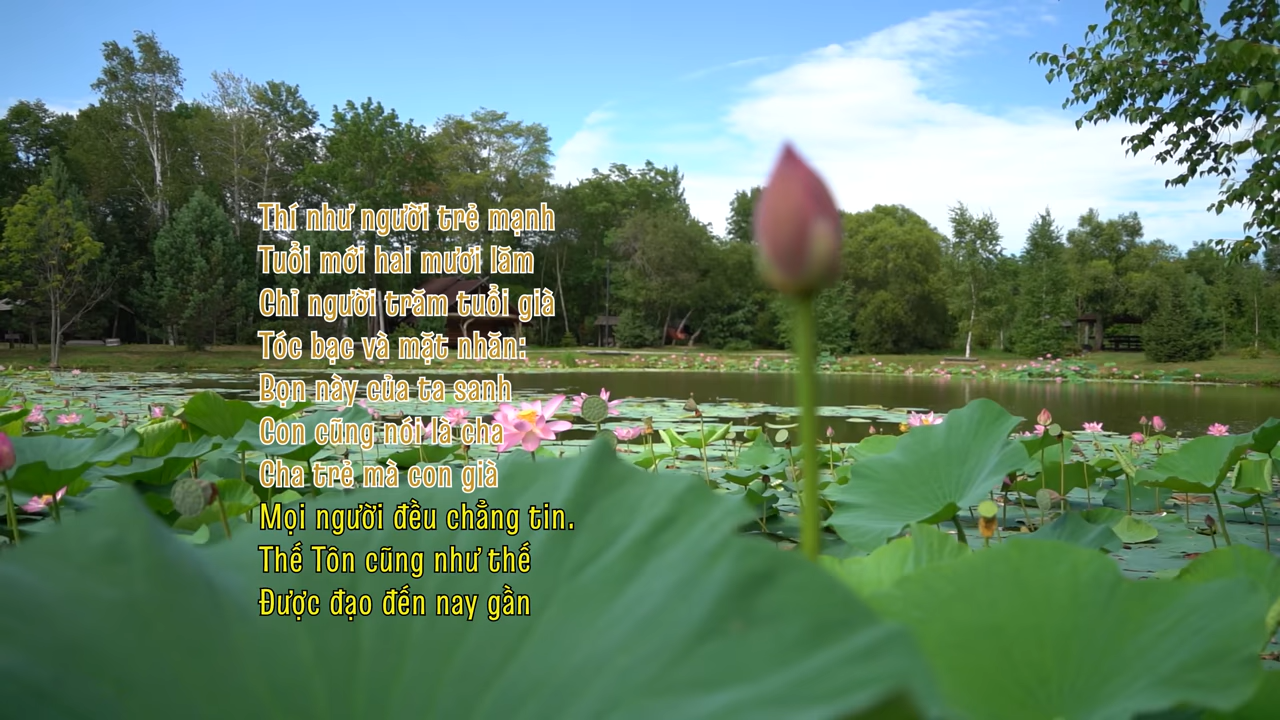 Thí như người trẻ mạnh
Tuổi mới hai mươi lăm
Chỉ người trăm tuổi già
Tóc bạc và mặt nhăn:
Bọn này của ta sanh
Con cũng nói là cha
Cha trẻ mà con già
Mọi người đều chẳng tin.
Thế Tôn cũng như thế
Được đạo đến nay gần